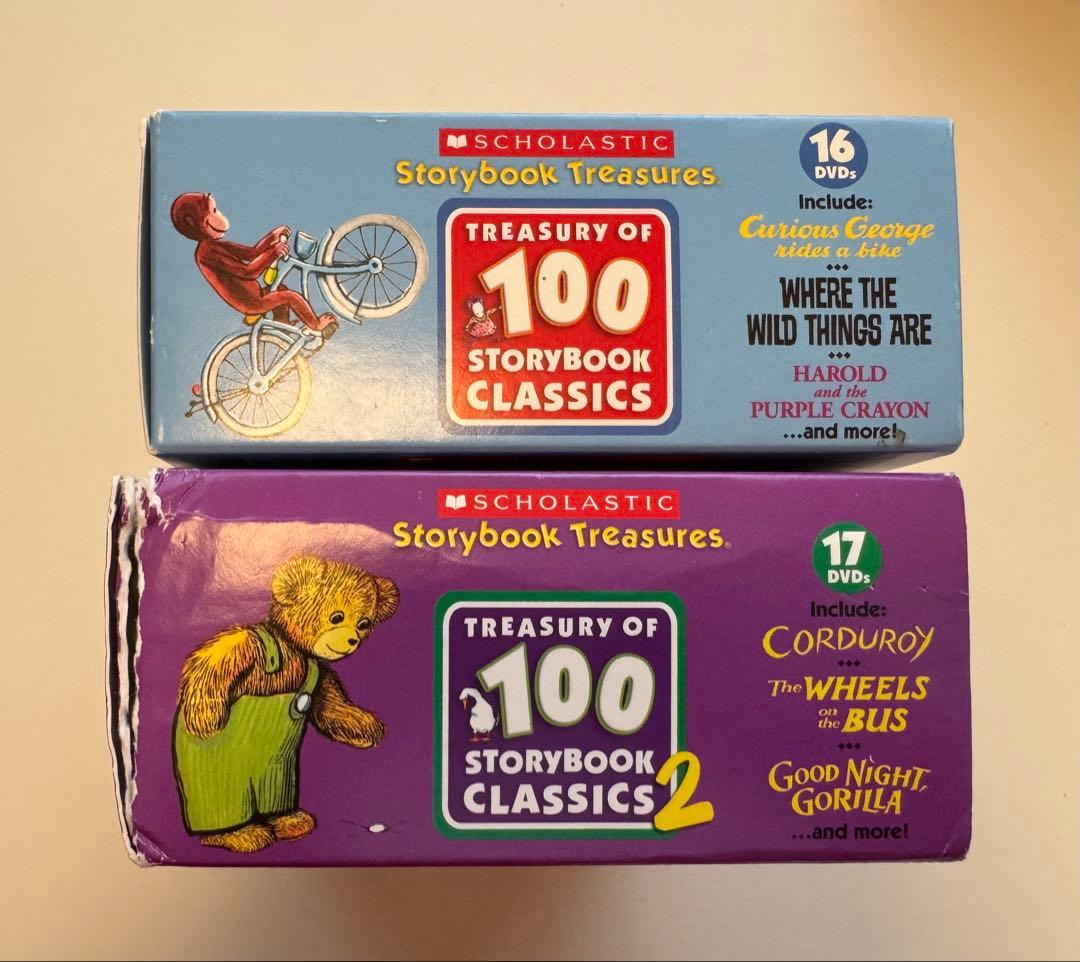 SCHOLASTIC
Storybook Treasures
TREASURY OF
100
STORYBOOK
CLASSICS
16
DVDs
Include:
Curious George
rides a bike
WHERE THE
WILD THINGS ARE
HAROLD
and the
PURPLE CRAYON
...and more!
SCHOLASTIC
Storybook Treasures®
TREASURY OF
100
STORYBOOK
CLASSICS 2
17
DVDs
Include:
CORDUROY
The WHEELS
on
the BUS
GOOD NIGHT,
GORILLA
...and more!